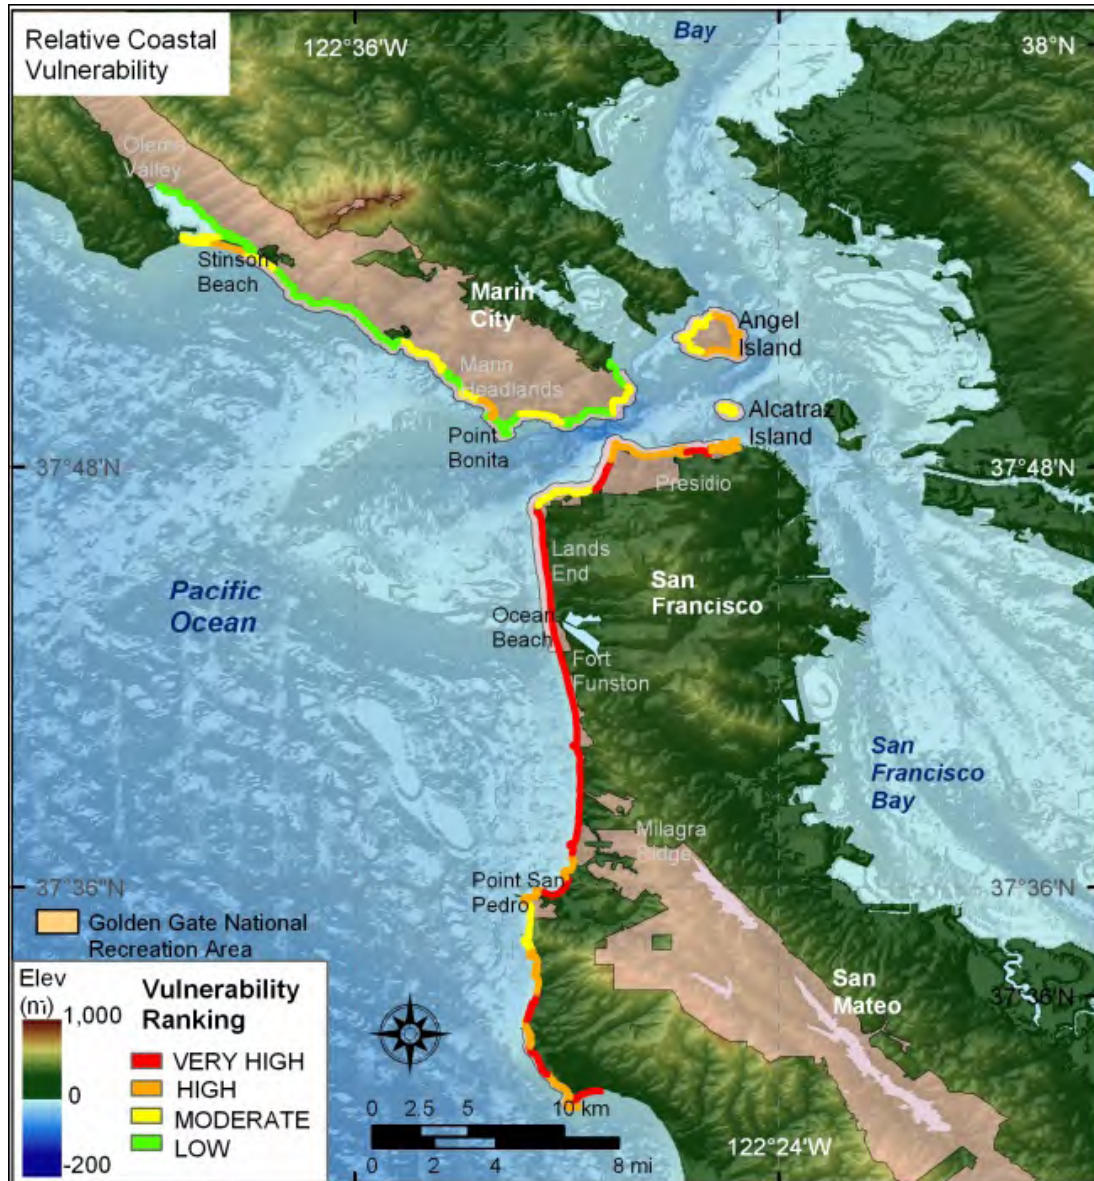 Relative Coastal
Vulnerability
122°36'W
Bay
38°N
Olema
Valley
Stinson
Beach
Marin
City
Angel
Island
Marin
Headlands
Alcatraz
Island
Point
Bonita
37°48'N
37°48'N
Presidio
Lands
End
San
Francisco
Pacific
Ocean
Ocean
Beach
Fort
Funston
San
Francisco
Bay
Milagra
Ridge
Point San
Pedro
37°36"N
37°36'N
Golden Gate National
Recreation Area
San
Mateo
37°36'N
Elev
(m)
1,000
0
-200
Vulnerability
Ranking
VERY HIGH
HIGH
MODERATE
LOW
0 2.5 5 10 km
0 2 4 8 mi
122°24'W